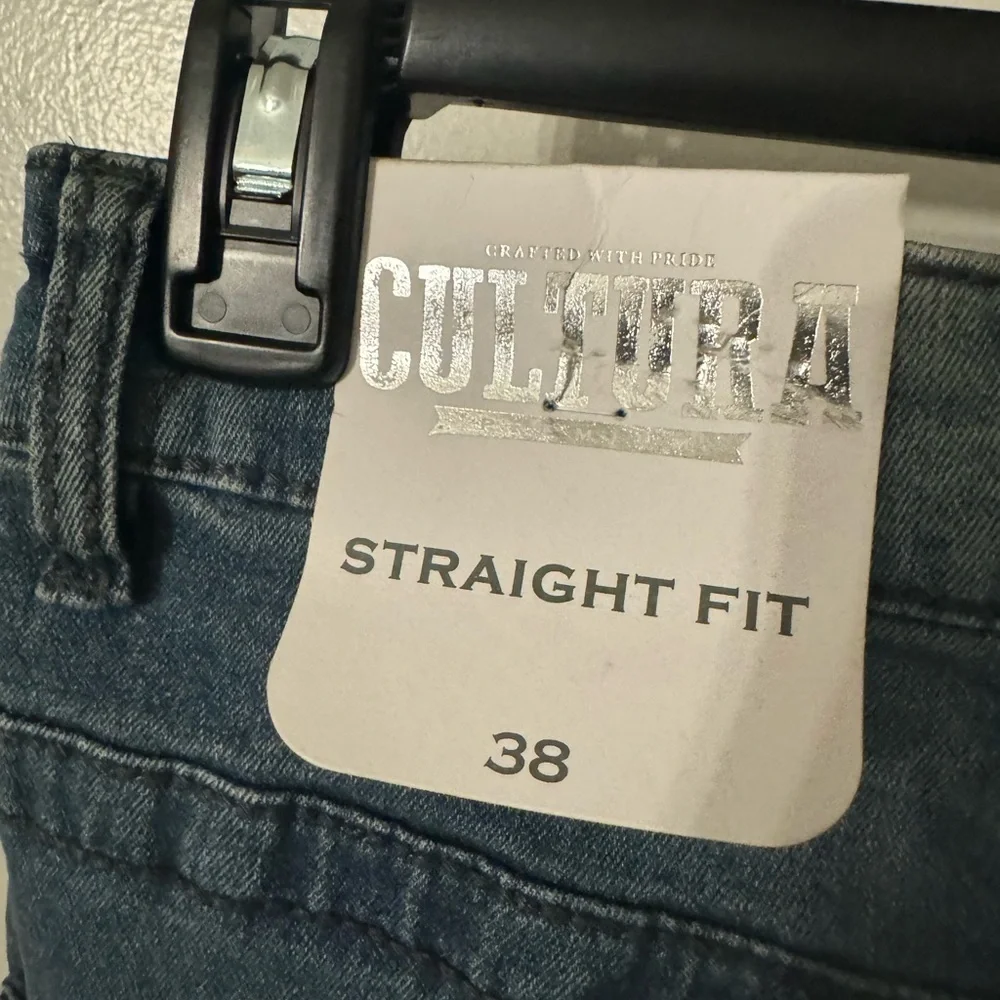 CRAFTED WITH PRIDE
CULTURA
STRAIGHT FIT
38